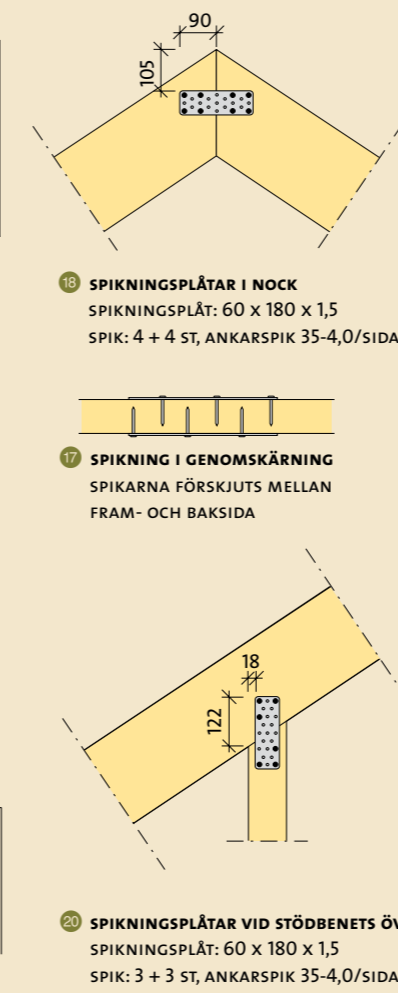 90
105
18 SPIKNINGSPLÅTAR I NOCK
SPIKNINGSPLÅT: 60 x 180 x 1,5
SPIK: 4 + 4 ST, ANKARSPIK 35-4,0/SIDA
17 SPIKNING I GENOMSKÄRNING
SPIKARNA FÖRSKJUTS MELLAN
FRAM- OCH BAKSIDA
18
122
20 SPIKNINGSPLÅTAR VID STÖDBENETS
SPIKNINGSPLÅT: 60 x 180 x 1,5
SPIK: 3 + 3 ST, ANKARSPIK 35-4,0/SIDA